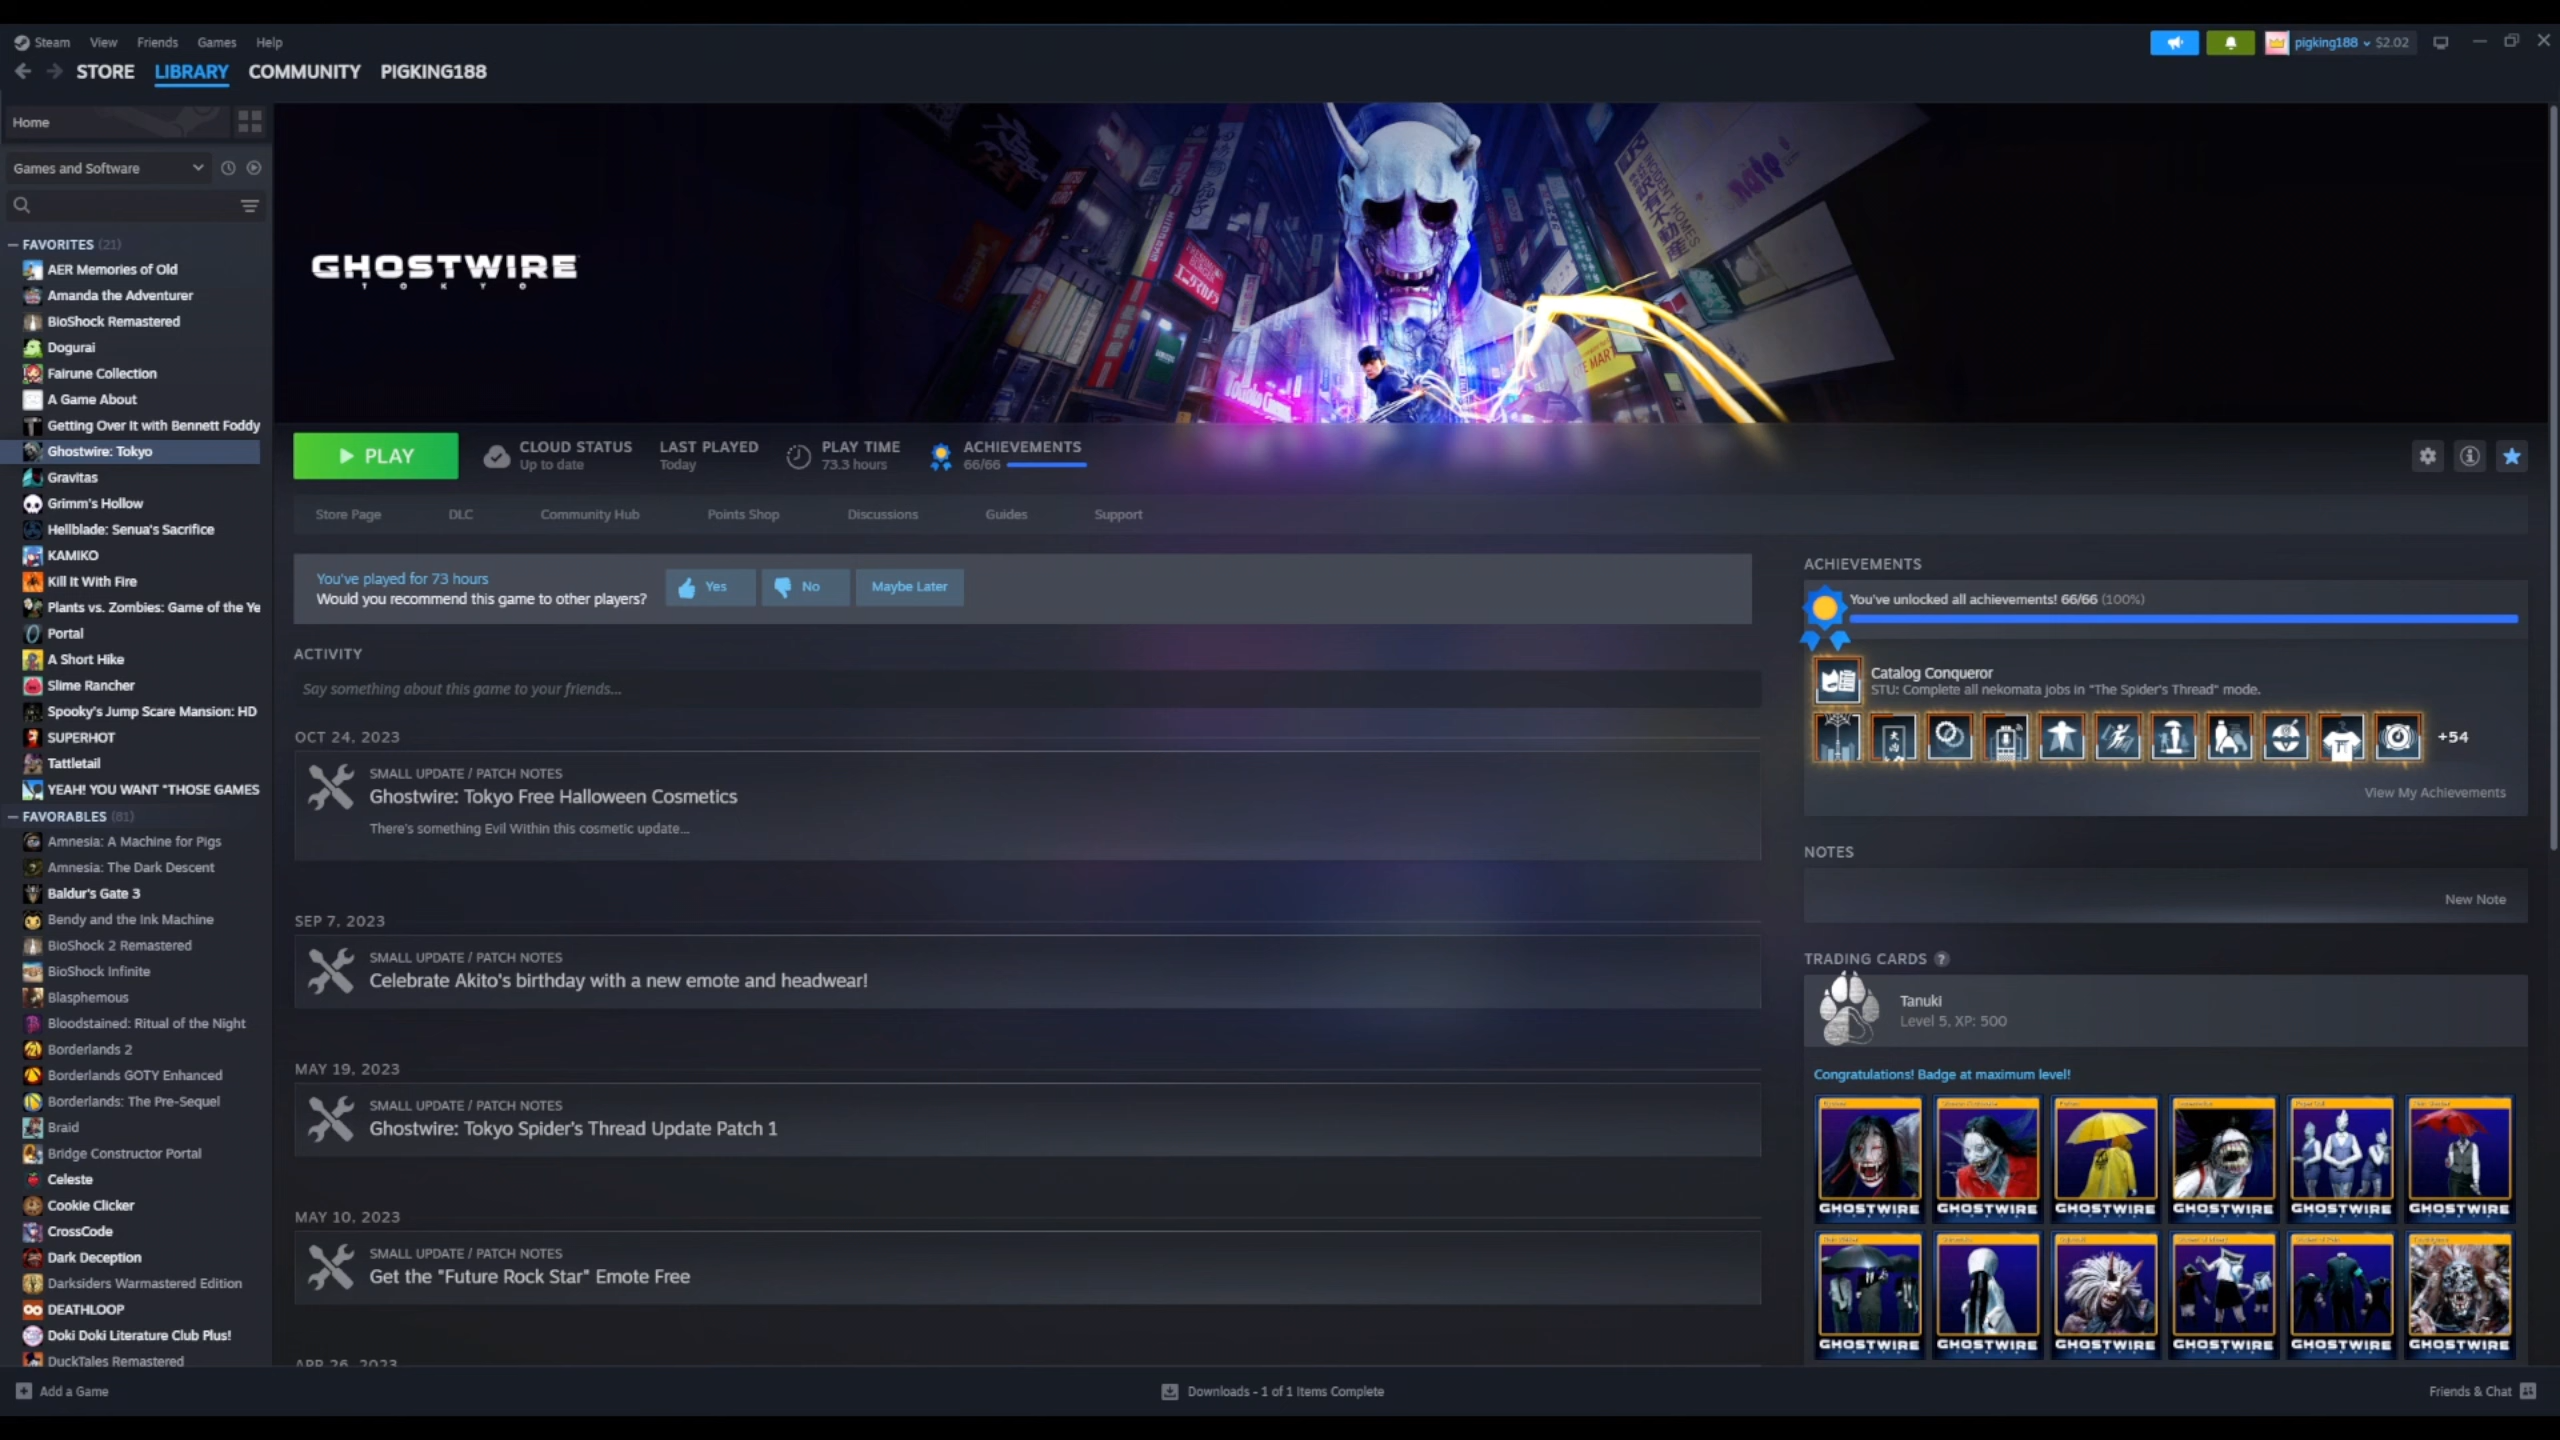 Steam View Friends Games Help
pigking188 $2.02
STORE LIBRARY COMMUNITY PIGKING188
Home
Games and Software
FAVORITES (21)
AER Memories of Old
Amanda the Adventurer
BioShock Remastered
Dogurai
Fairune Collection
A Game About
Getting Over It with Bennett Foddy
Ghostwire: Tokyo
Gravitas
Grimm's Hollow
Hellblade: Senua's Sacrifice
KAMIKO
Kill It With Fire
Plants vs. Zombies: Game of the Ye
Portal
A Short Hike
Slime Rancher
Spooky's Jump Scare Mansion: HD
SUPERHOT
Tattletail
YEAH! YOU WANT "THOSE GAMES
FAVORABLES (81)
Amnesia: A Machine for Pigs
Amnesia: The Dark Descent
Baldur's Gate 3
Bendy and the Ink Machine
BioShock 2 Remastered
BioShock Infinite
Blasphemous
Bloodstained: Ritual of the Night
Borderlands 2
Borderlands GOTY Enhanced
Borderlands: The Pre-Sequel
Braid
Bridge Constructor Portal
Celeste
Cookie Clicker
CrossCode
Dark Deception
Darksiders Warmastered Edition
DEATHLOOP
Doki Doki Literature Club Plus!
DuckTales Remastered
GHOSTWIRE
TOKYO
INCIDENT HOMES
nate
PLAY
CLOUD STATUS
Up to date
LAST PLAYED
Today
PLAY TIME
73.3 hours
ACHIEVEMENTS
66/66
Store Page DLC Community Hub Points Shop Discussions Guides Support
You've played for 73 hours
Would you recommend this game to other players?
Yes No Maybe Later
ACTIVITY
Say something about this game to your friends...
OCT 24, 2023
SMALL UPDATE / PATCH NOTES
Ghostwire: Tokyo Free Halloween Cosmetics
There's something Evil Within this cosmetic update...
SEP 7, 2023
SMALL UPDATE / PATCH NOTES
Celebrate Akito's birthday with a new emote and headwear!
MAY 19, 2023
SMALL UPDATE / PATCH NOTES
Ghostwire: Tokyo Spider's Thread Update Patch 1
MAY 10, 2023
SMALL UPDATE / PATCH NOTES
Get the "Future Rock Star" Emote Free
APR 26, 2023
ACHIEVEMENTS
You've unlocked all achievements! 66/66 (100%)
Catalog Conqueror
STU: Complete all nekomata jobs in "The Spider's Thread" mode.
+54
View My Achievements
NOTES
New Note
TRADING CARDS ?
Tanuki
Level 5, XP: 500
Congratulations! Badge at maximum level!
GHOSTWIRE GHOSTWIRE GHOSTWIRE GHOSTWIRE GHOSTWIRE GHOSTWIRE
GHOSTWIRE GHOSTWIRE GHOSTWIRE GHOSTWIRE GHOSTWIRE GHOSTWIRE
Add a Game
Downloads - 1 of 1 Items Complete
Friends & Chat